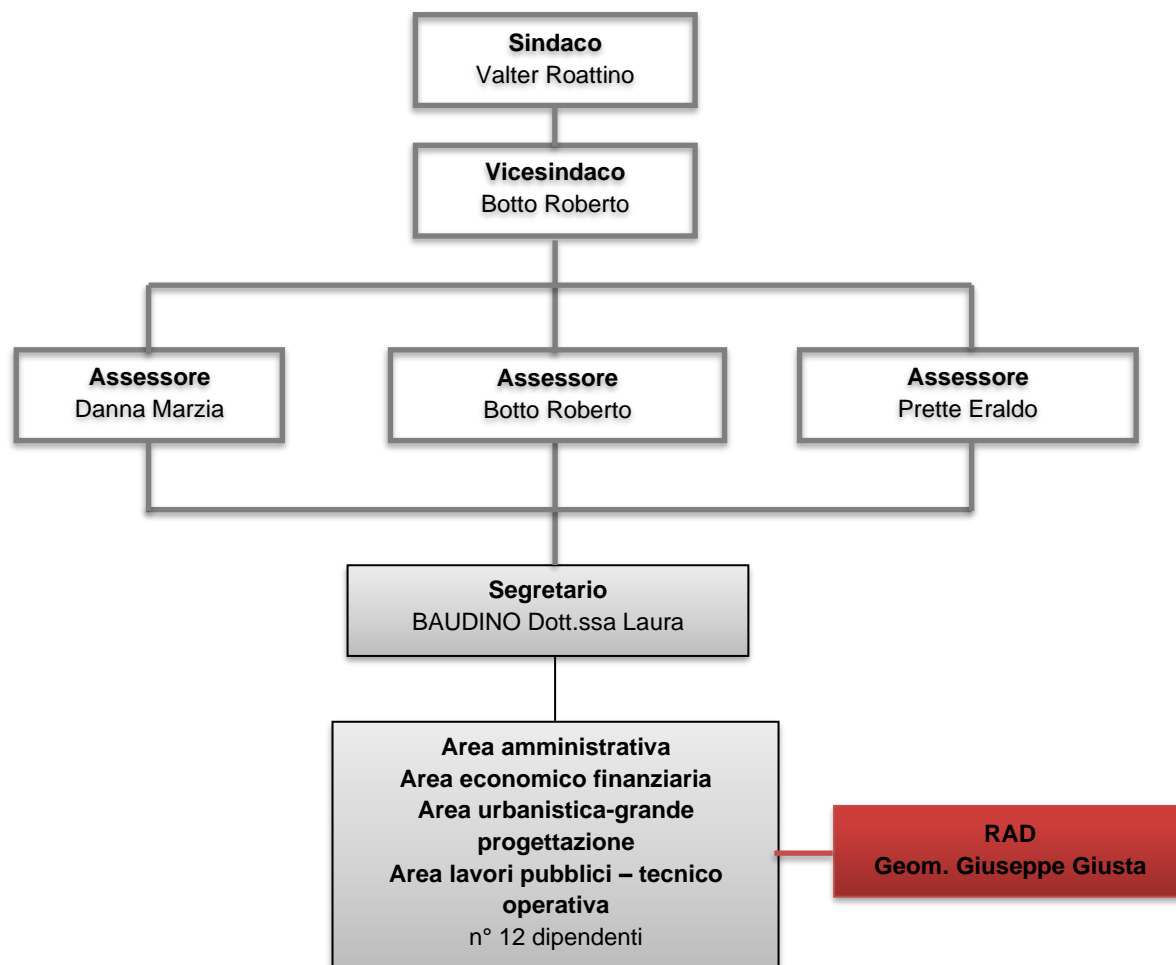 Sindaco
Valter Roattino
Vicesindaco
Botto Roberto
Assessore
Danna Marzia
Assessore
Botto Roberto
Assessore
Prette Eraldo
Segretario
BAUDINO Dott.ssa Laura
Area amministrativa
Area economico finanziaria
Area urbanistica-grande
progettazione
Area lavori pubblici – tecnico
operativa
n° 12 dipendenti
RAD
Geom. Giuseppe Giusta